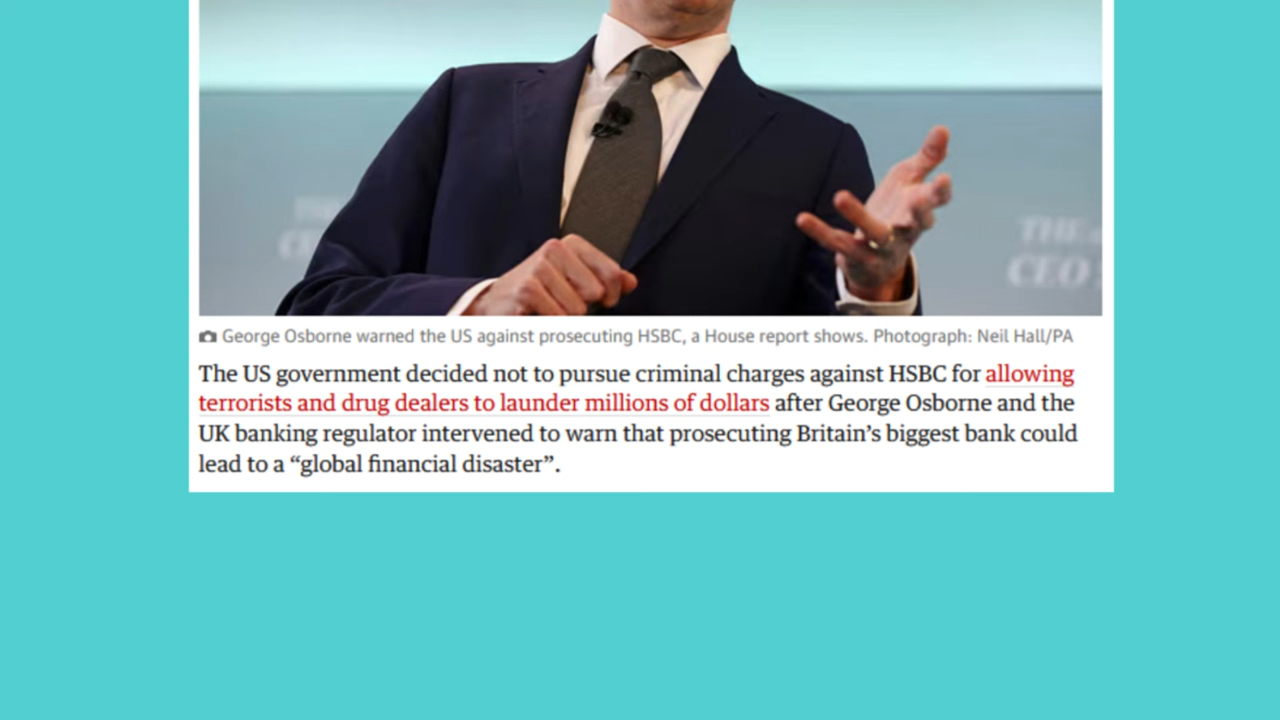 THE
CEO
George Osborne warned the US against prosecuting HSBC, a House report shows. Photograph: Neil Hall/PA
The US government decided not to pursue criminal charges against HSBC for allowing
terrorists and drug dealers to launder millions of dollars after George Osborne and the
UK banking regulator intervened to warn that prosecuting Britain’s biggest bank could
lead to a “global financial disaster”.